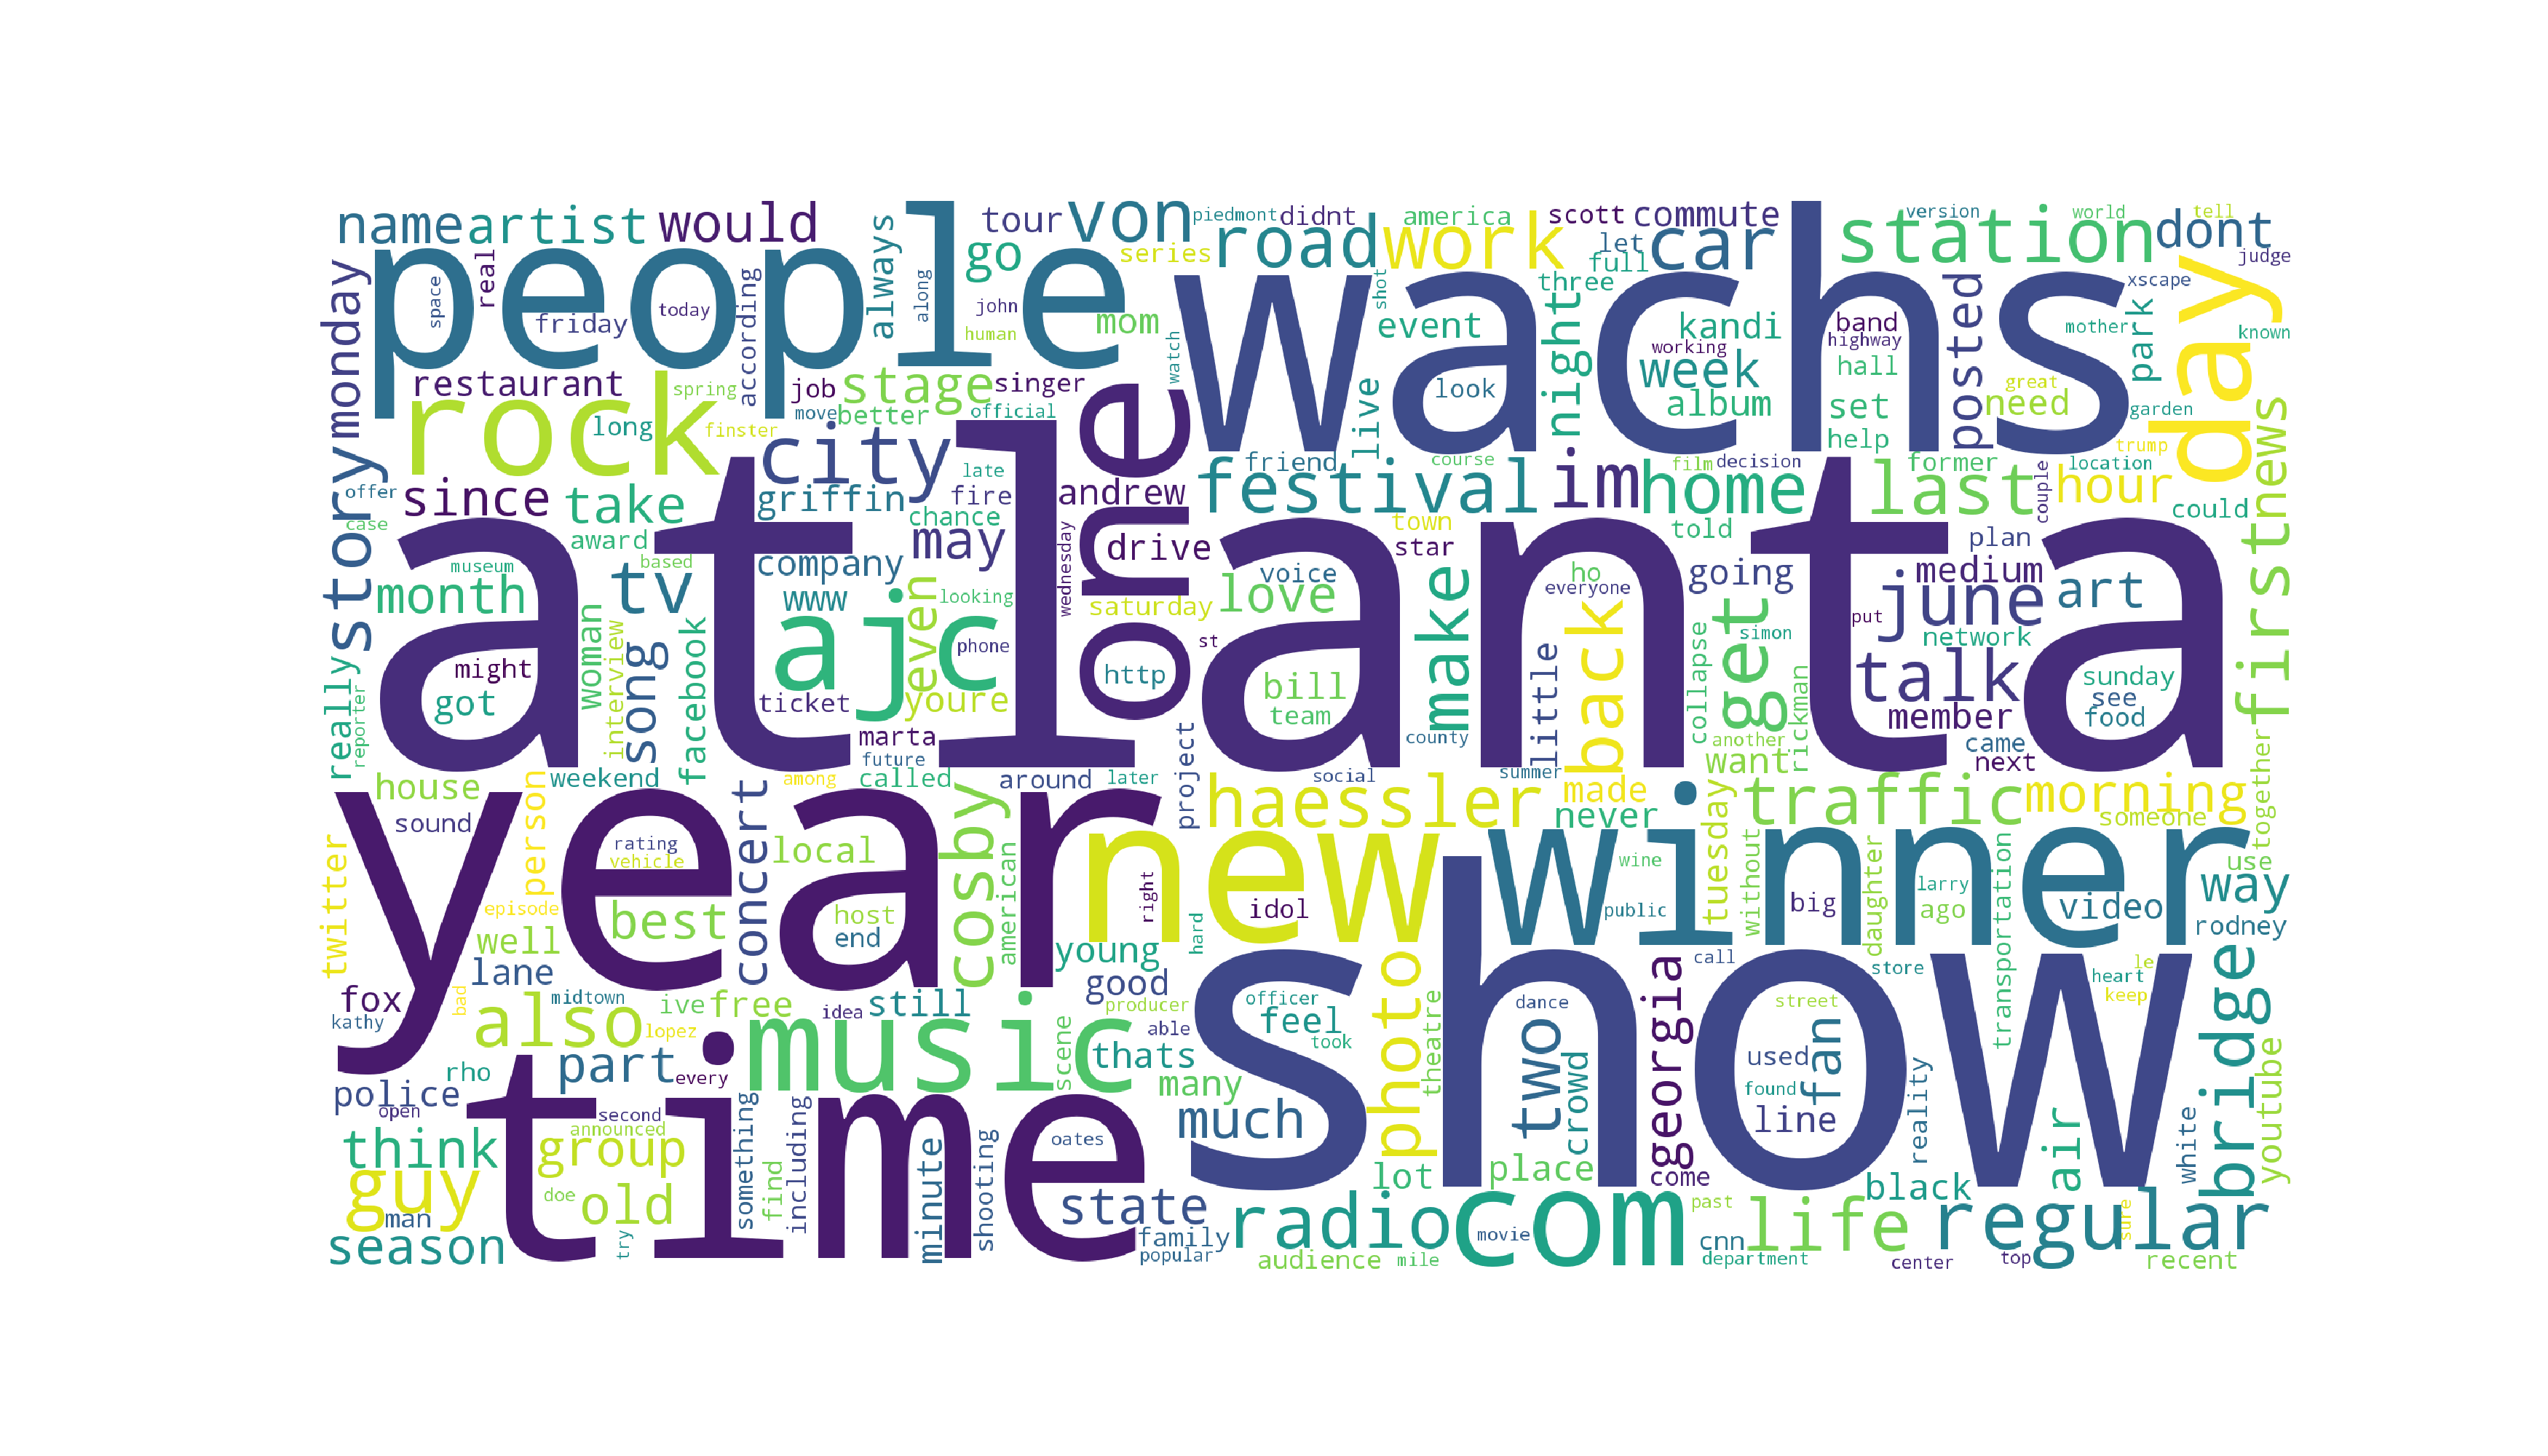 name
artist
would
always
tour
von
piedmont
didnt
america
scott
commute
station
version
world
tell
dont
people
go
series
road
work
let
full
car
judge
monday
space
real
today
according
along
john
human
mom
wachs
shot
event
three
night
kandi
band
highway
posted
xscape
mother
park
known
day
friday
restaurant
spring
job
stage
singer
watch
live
look
working
week
hall
great
rock
long
finster
move
better
official
album
set
need
garden
help
trump
story
since
city
late
one
friend
course
festival
im
film
decision
home
last
former
couple
location
hour
news
offer
take
griffin
fire
andrew
could
case
award
chance
may
drive
town
star
told
plan
atlanta
museum
month
based
tv
company
www
ajc
even
looking
wednesday
saturday
love
voice
make
ho
everyone
going
medium
june
art
first
really
might
got
woman
interview
song
facebook
ticket
youre
phone
st
http
bill
team
little
back
collapse
get
simon
rickman
put
network
talk
sunday
see
food
member
reporter
marta
future
project
county
another
want
came
next
together
house
weekend
among
called
around
later
social
summer
made
traffic
morning
sound
year
person
concert
local
cosby
haessler
never
tuesday
someone
twitter
rating
vehicle
american
new
winner
wine
without
daughter
larry
transportation
use
way
episode
best
host
right
idol
public
big
ago
video
rodney
well
end
hard
lane
young
good
show
call
store
heart
le
keep
fox
bad
midtown
ive
free
still
producer
officer
photo
dance
georgia
street
bridge
kathy
also
lopez
idea
music
scene
able
feel
took
theatre
two
used
fan
rho
part
every
thats
many
crowd
found
reality
youtube
police
open
time
second
announced
something
including
much
line
air
white
think
group
find
minute
shooting
oates
lot
place
come
black
guy
doe
old
state
radio
com
past
life
regular
sure
man
try
family
movie
cnn
season
popular
audience
mile
department
center
top
recent